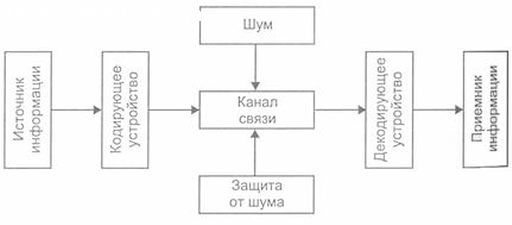 Шум
Источник
информации
Кодирующее
устройство
Канал
связи
Декодирующее
устройство
Приемник
информации
Защита
от шума